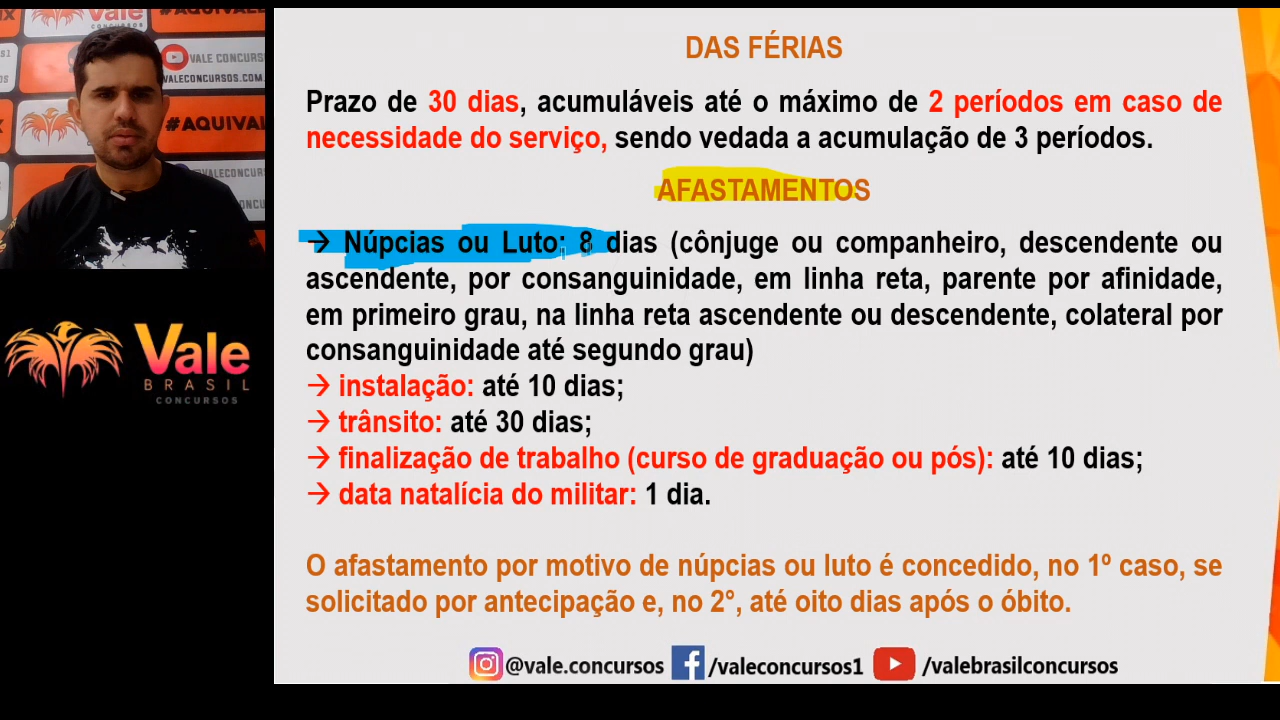 #AQUIVAL
VALE CONCURS
VALECONCURSOS.COM.
#AQUIVAL
Vale
BRASIL
CONCURSOS
DAS FÉRIAS
Prazo de 30 dias, acumuláveis até o máximo de 2 períodos em caso de
necessidade do serviço, sendo vedada a acumulação de 3 períodos.
AFASTAMENTOS
→ Núpcias ou Luto: 8 dias (cônjuge ou companheiro, descendente ou
ascendente, por consanguinidade, em linha reta, parente por afinidade,
em primeiro grau, na linha reta ascendente ou descendente, colateral por
consanguinidade até segundo grau)
→ instalação: até 10 dias;
→ trânsito: até 30 dias;
→ finalização de trabalho (curso de graduação ou pós): até 10 dias;
→ data natalícia do militar: 1 dia.
O afastamento por motivo de núpcias ou luto é concedido, no 1º caso, se
solicitado por antecipação e, no 2°, até oito dias após o óbito.
@vale.concursos /valeconcursos1 /valebrasilconcursos